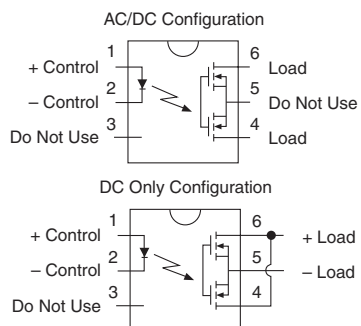 AC/DC Configuration
1 6
+ Control Load
2 5
– Control Do Not Use
3 4
Do Not Use Load
DC Only Configuration
1 6
+ Control + Load
2 5
– Control – Load
3 4
Do Not Use